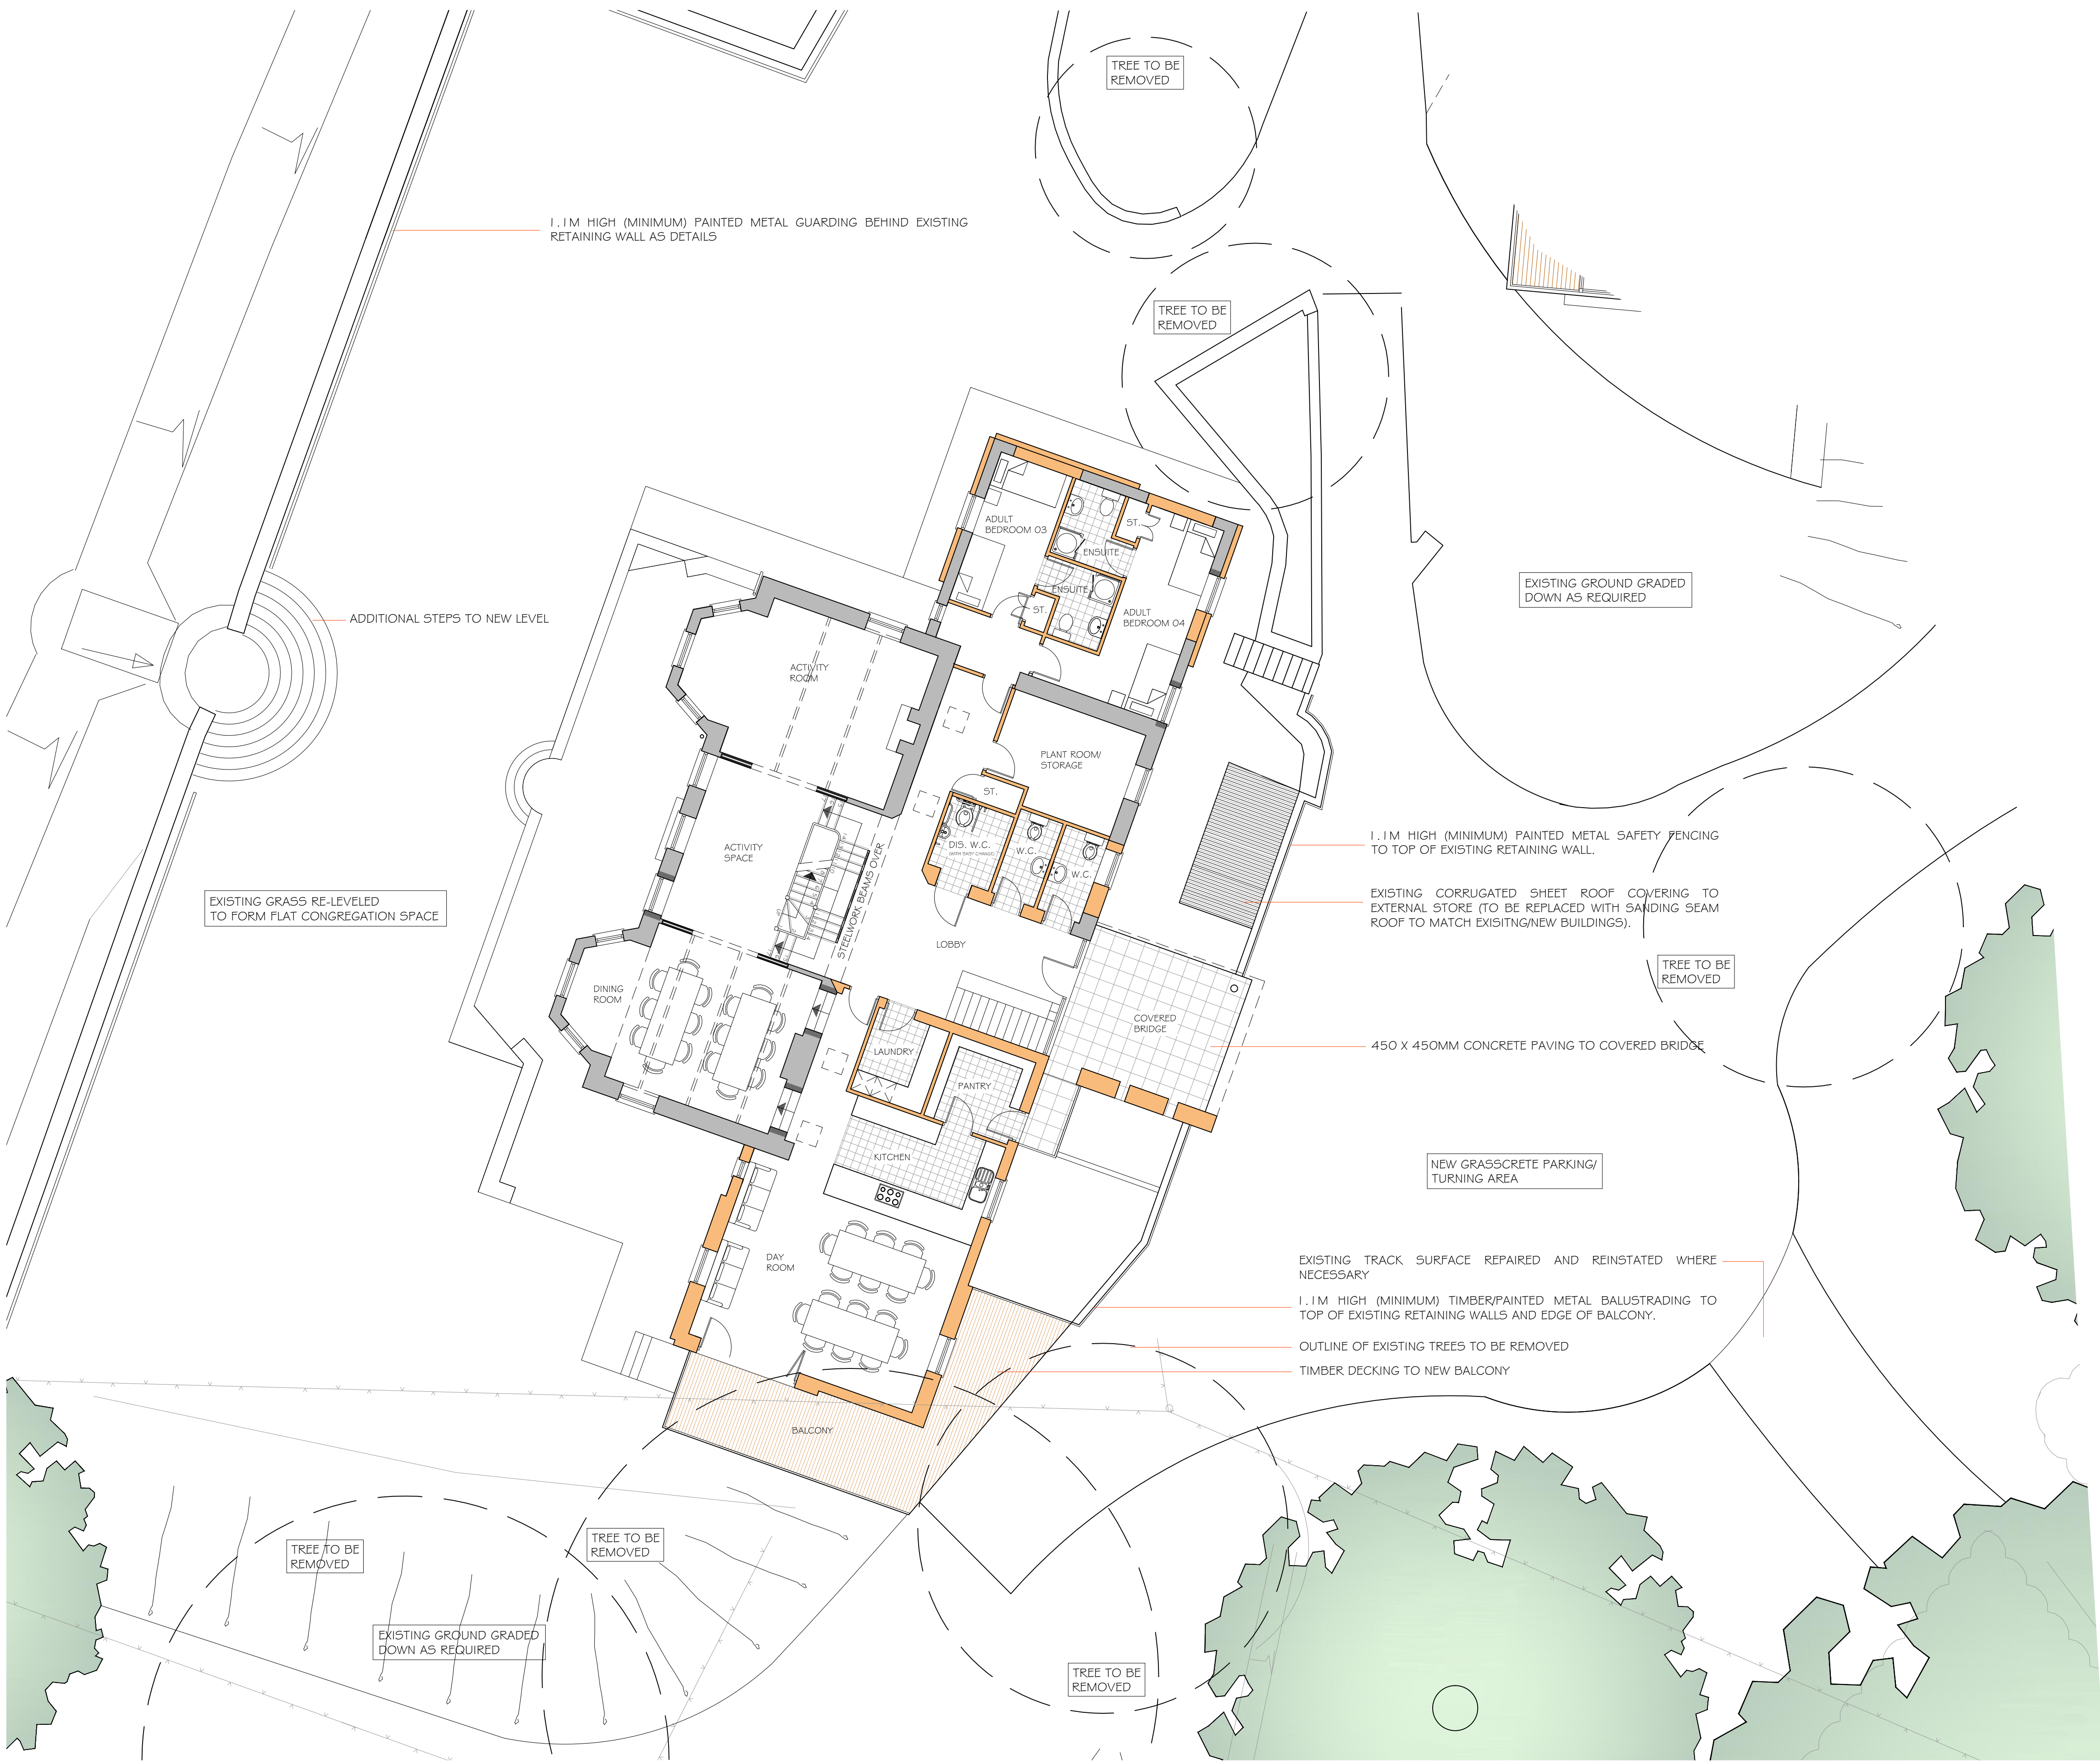 TREE TO BE
REMOVED
1.1M HIGH (MINIMUM) PAINTED METAL GUARDING BEHIND EXISTING
RETAINING WALL AS DETAILS
TREE TO BE
REMOVED
ADULT
BEDROOM 03
ST.
ENSUITE
ENSUITE
ST.
ADULT
BEDROOM 04
EXISTING GROUND GRADED
DOWN AS REQUIRED
ADDITIONAL STEPS TO NEW LEVEL
ACTIVITY
ROOM
PLANT ROOM/
STORAGE
ST.
ACTIVITY
SPACE
DIS. W.C.
(WITH BABY CHANGE)
W.C.
W.C.
STEELWORK BEAMS OVER
1.1M HIGH (MINIMUM) PAINTED METAL SAFETY FENCING
TO TOP OF EXISTING RETAINING WALL.
EXISTING GRASS RE-LEVELED
TO FORM FLAT CONGREGATION SPACE
EXISTING CORRUGATED SHEET ROOF COVERING TO
EXTERNAL STORE (TO BE REPLACED WITH SANDING SEAM
ROOF TO MATCH EXISITNG/NEW BUILDINGS).
LOBBY
TREE TO BE
REMOVED
DINING
ROOM
COVERED
BRIDGE
450 X 450MM CONCRETE PAVING TO COVERED BRIDGE
LAUNDRY
PANTRY
KITCHEN
NEW GRASSCRETE PARKING/
TURNING AREA
DAY
ROOM
EXISTING TRACK SURFACE REPAIRED AND REINSTATED WHERE
NECESSARY
1.1M HIGH (MINIMUM) TIMBER/PAINTED METAL BALUSTRADING TO
TOP OF EXISTING RETAINING WALLS AND EDGE OF BALCONY.
OUTLINE OF EXISTING TREES TO BE REMOVED
TIMBER DECKING TO NEW BALCONY
BALCONY
TREE TO BE
REMOVED
TREE TO BE
REMOVED
EXISTING GROUND GRADED
DOWN AS REQUIRED
TREE TO BE
REMOVED